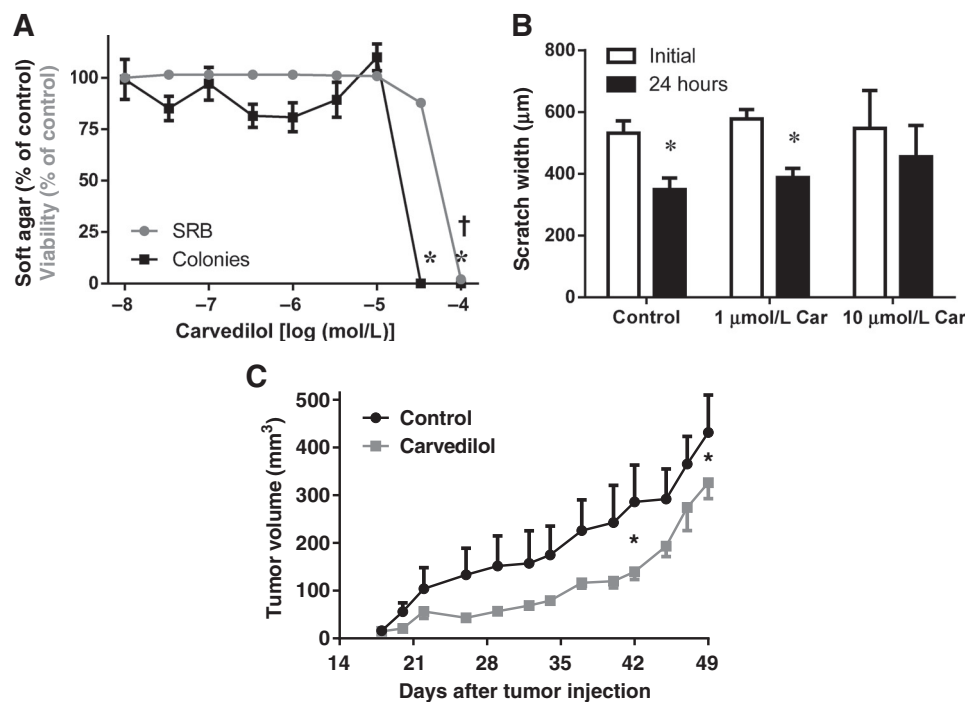 A
Soft agar (% of control)
Viability (% of control)
100
75
50
25
0
SRB
Colonies
†
*
*
–8
–7
–6
–5
–4
Carvedilol [log (mol/L)]
B
Scratch width (μm)
800
600
400
200
0
Initial
24 hours
*
*
Control
1 μmol/L Car
10 μmol/L Car
C
Tumor volume (mm³)
500
400
300
200
100
0
Control
Carvedilol
*
*
14
21
28
35
42
49
Days after tumor injection